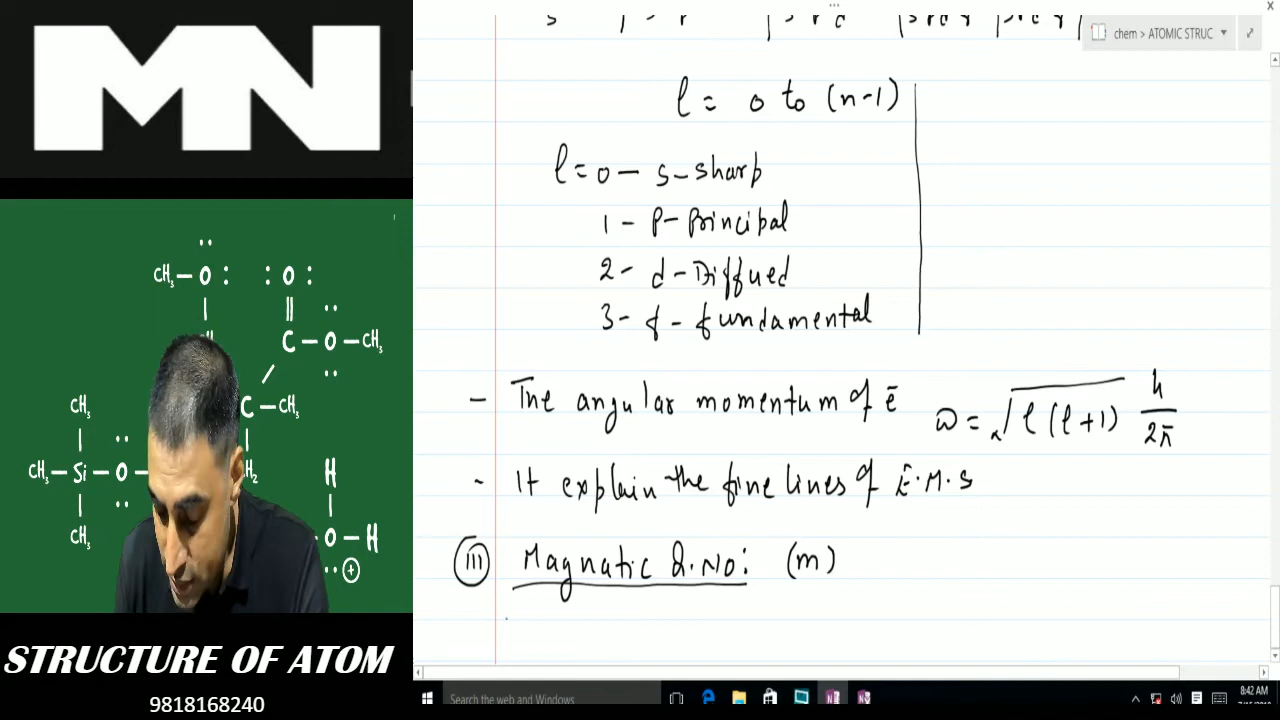 MN
chem > ATOMIC STRUC
l = 0 to (n-1)
l = 0 - s - sharp
1 - p - principal
2 - d - Diffued
3 - f - fundamental
- The angular momentum of ē ω = √l(l+1) h/2π
- It explain the fine lines of E.M.S
(III) Magnatic Q.No: (m)
CH₃ — O : : O :
C — O — CH₃
CH₃ C — CH₃
CH₃ — Si — O — H
CH₃ O — H
⊕
STRUCTURE OF ATOM
9818168240
Search the web and Windows
8:42 AM